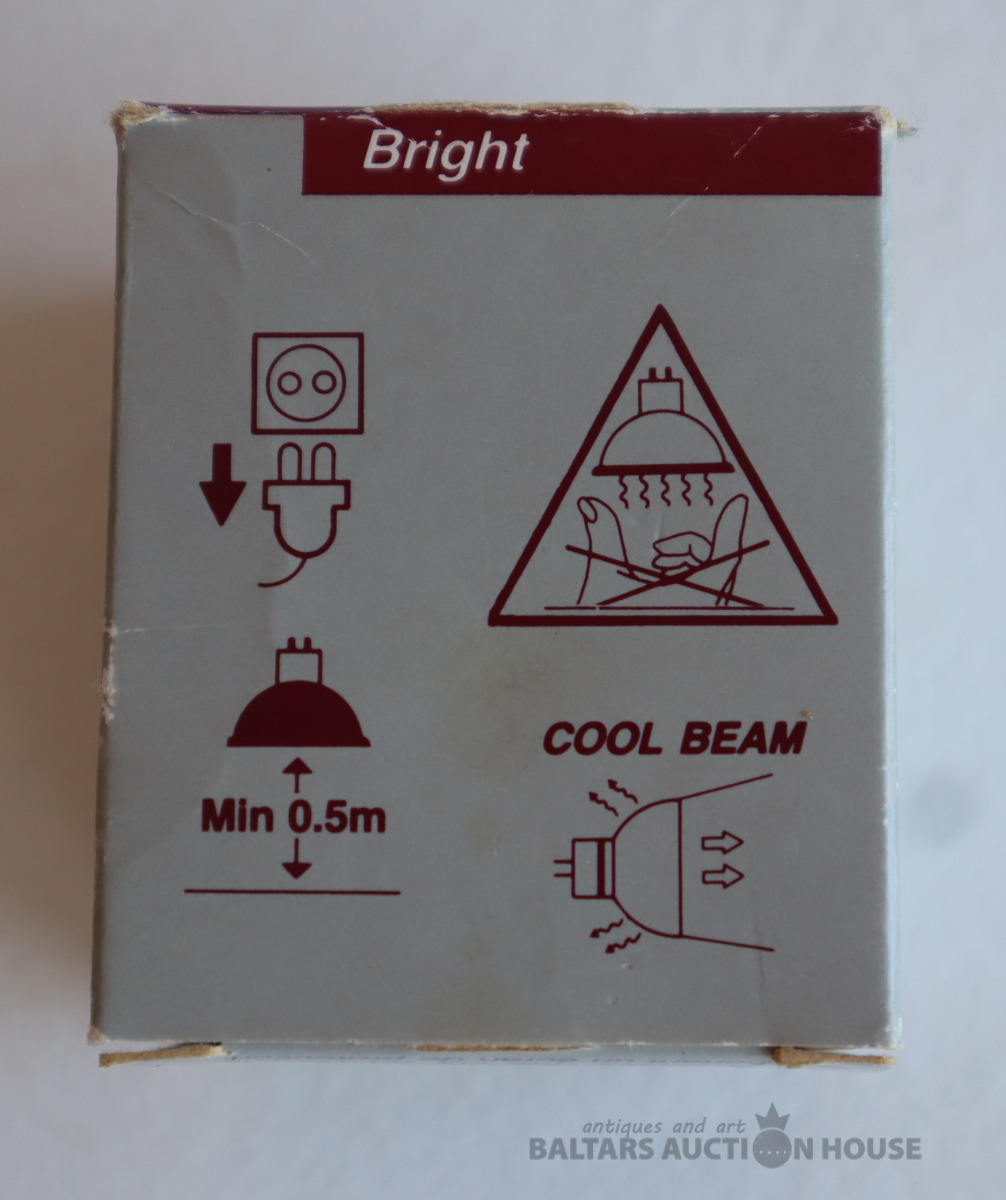 Bright
Min 0.5m
COOL BEAM
antiques and art
BALTARS AUCTION HOUSE